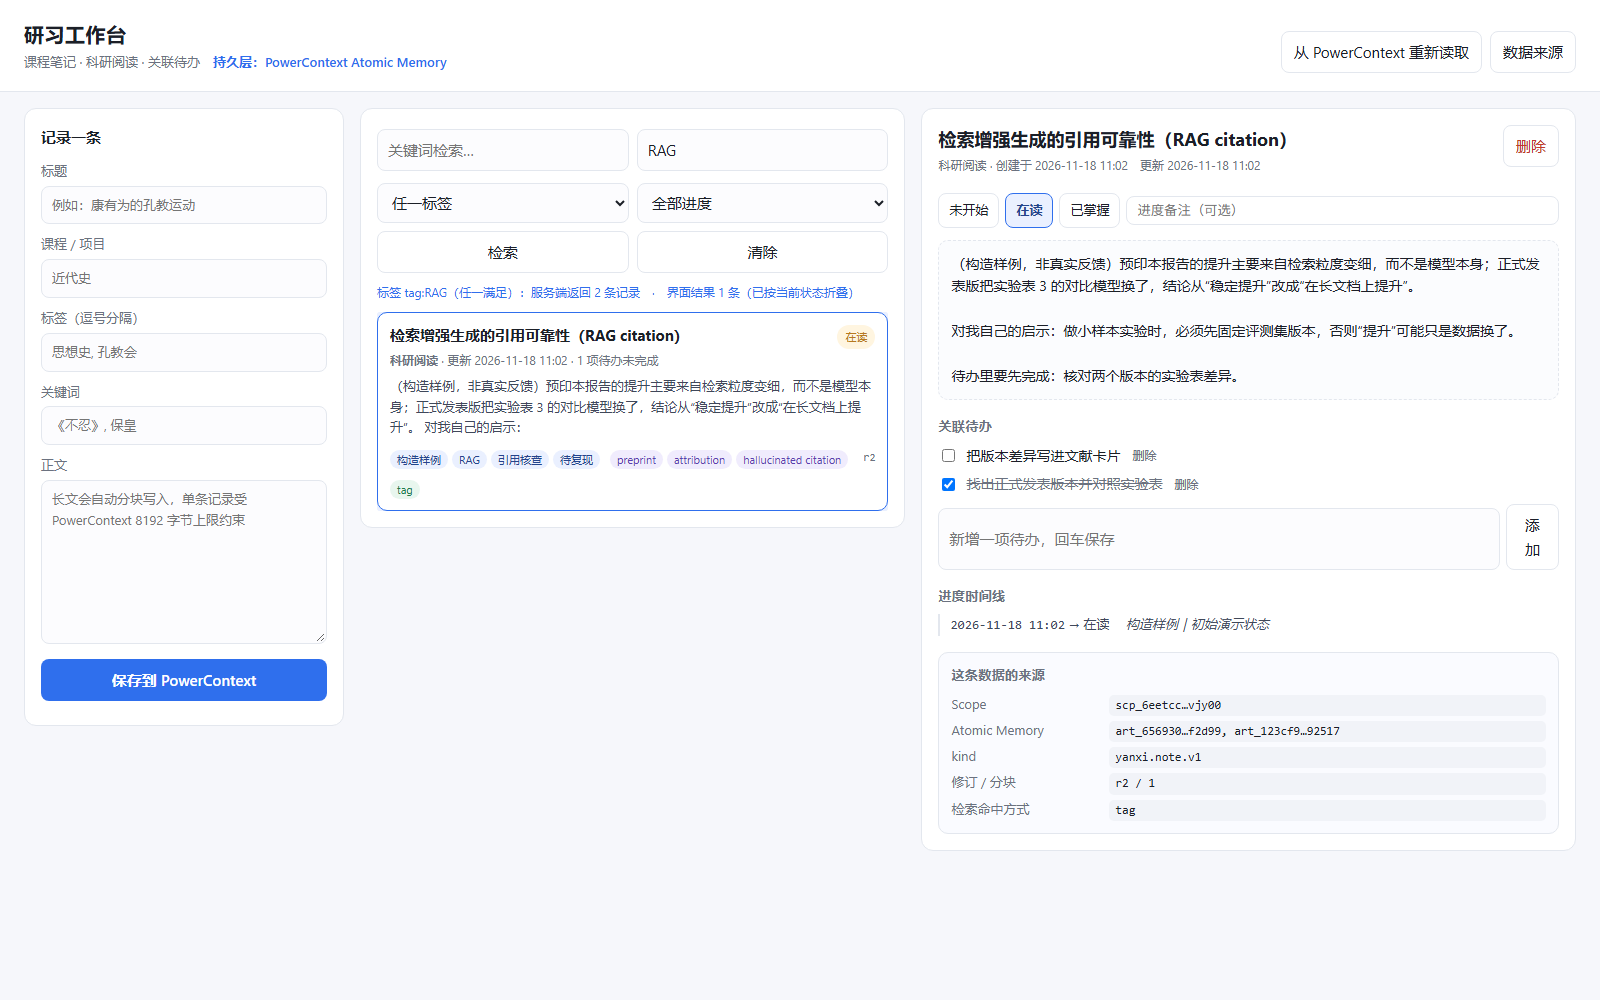 研习工作台
课程笔记 · 科研阅读 · 关联待办 持久层：PowerContext Atomic Memory
从 PowerContext 重新读取
数据来源
记录一条
标题
例如：康有为的孔教运动
课程 / 项目
近代史
标签（逗号分隔）
思想史, 孔教会
关键词
《不忍》, 保皇
正文
长文会自动分块写入，单条记录受
PowerContext 8192 字节上限约束
保存到 PowerContext
关键词检索...
RAG
任一标签
全部进度
检索
清除
标签 tag:RAG（任一满足）：服务端返回 2 条记录 · 界面结果 1 条（已按当前状态折叠）
检索增强生成的引用可靠性（RAG citation）
在读
科研阅读 · 更新 2026-11-18 11:02 · 1 项待办未完成
（构造样例，非真实反馈）预印本报告的提升主要来自检索粒度变细，而不是模型本
身；正式发表版把实验表 3 的对比模型换了，结论从“稳定提升”改成“在长文档上提
升”。 对我自己的启示：
构造样例 RAG 引用核查 待复现 preprint attribution hallucinated citation r2
tag
检索增强生成的引用可靠性（RAG citation）
科研阅读 · 创建于 2026-11-18 11:02 更新 2026-11-18 11:02
删除
未开始
在读
已掌握
进度备注（可选）
（构造样例，非真实反馈）预印本报告的提升主要来自检索粒度变细，而不是模型本身；正式发
表版把实验表 3 的对比模型换了，结论从“稳定提升”改成“在长文档上提升”。
对我自己的启示：做小样本实验时，必须先固定评测集版本，否则“提升”可能只是数据换了。
待办里要先完成：核对两个版本的实验表差异。
关联待办
把版本差异写进文献卡片 删除
找出正式发表版本并对照实验表 删除
新增一项待办，回车保存
添
加
进度时间线
2026-11-18 11:02 → 在读 构造样例 | 初始演示状态
这条数据的来源
Scope scp_6eetcc…vjy00
Atomic Memory art_656930…f2d99, art_123cf9…92517
kind yanxi.note.v1
修订 / 分块 r2 / 1
检索命中方式 tag